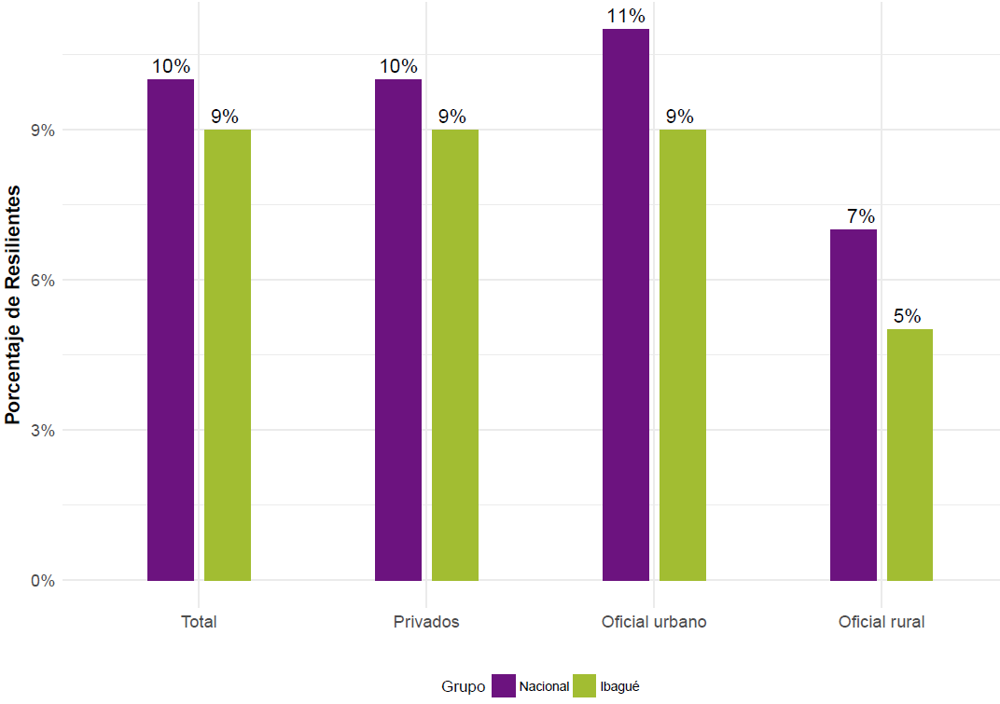 Porcentaje de Resilientes
11%
10%
10%
9%
9%
9%
7%
5%
9%
6%
3%
0%
Total
Privados
Oficial urbano
Oficial rural
Grupo Nacional Ibagué